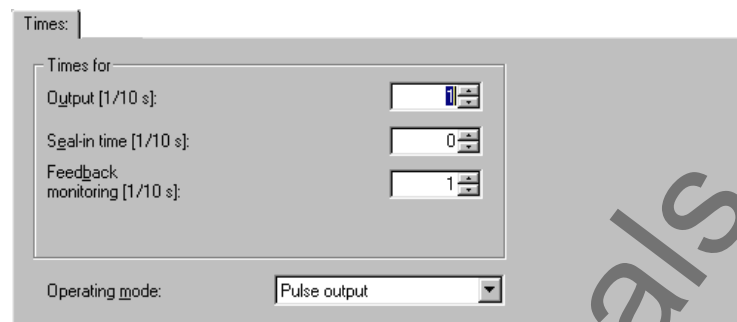 Times:
Times for
Output [1/10 s]: 1
Seal-in time [1/10 s]: 0
Feedback
monitoring [1/10 s]: 1
Operating mode: Pulse output
als